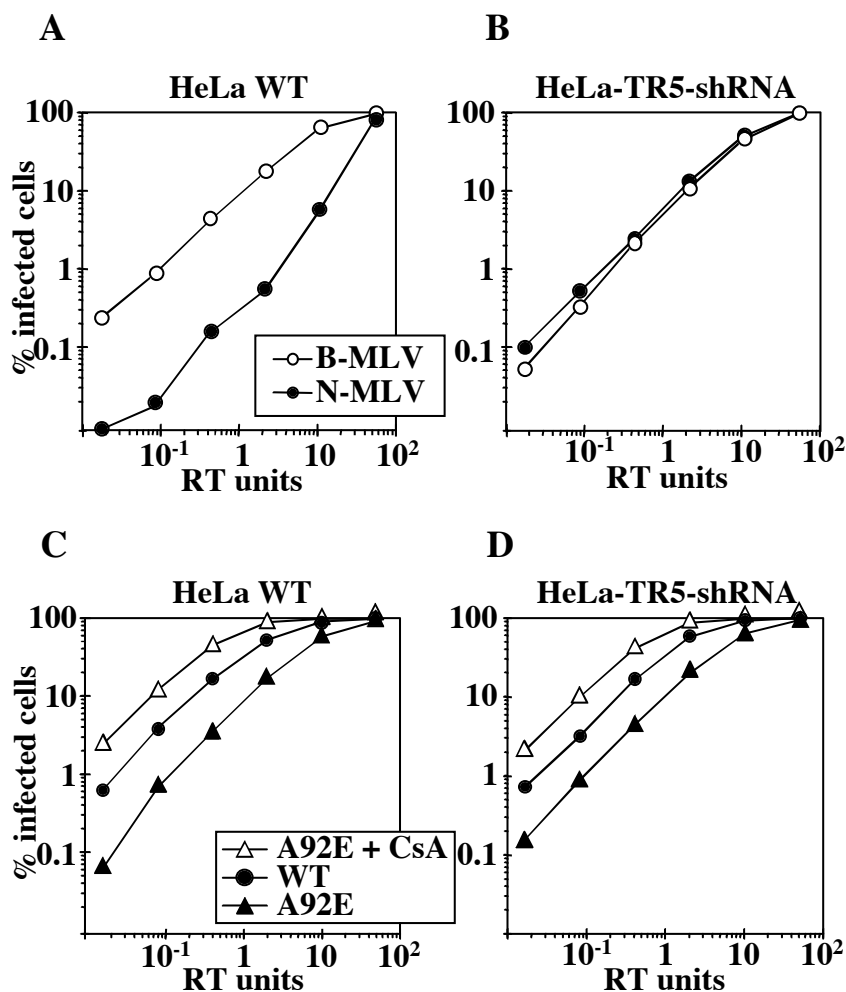 A
HeLa WT
100
10
1
0.1
% infected cells
B-MLV
N-MLV
10-1
1
10
10²
RT units
B
HeLa-TR5-shRNA
100
10
1
0.1
10-1
1
10
10²
RT units
C
HeLa WT
100
10
1
0.1
% infected cells
A92E + CsA
WT
A92E
10-1
1
10
10²
RT units
D
HeLa-TR5-shRNA
100
10
1
0.1
10-1
1
10
10²
RT units